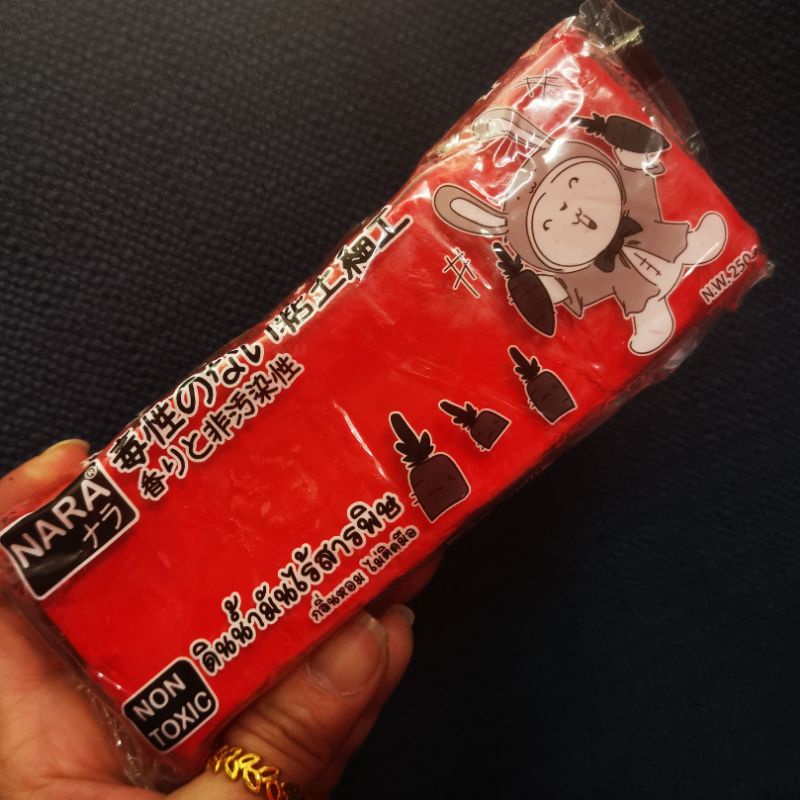 NARA®
ナラ
毒性のない粘土細工
香りと非汚染性
ดินน้ำมันไร้สารพิษ
กลิ่นหอม ไม่ติดมือ
NON
TOXIC
N.W. 250